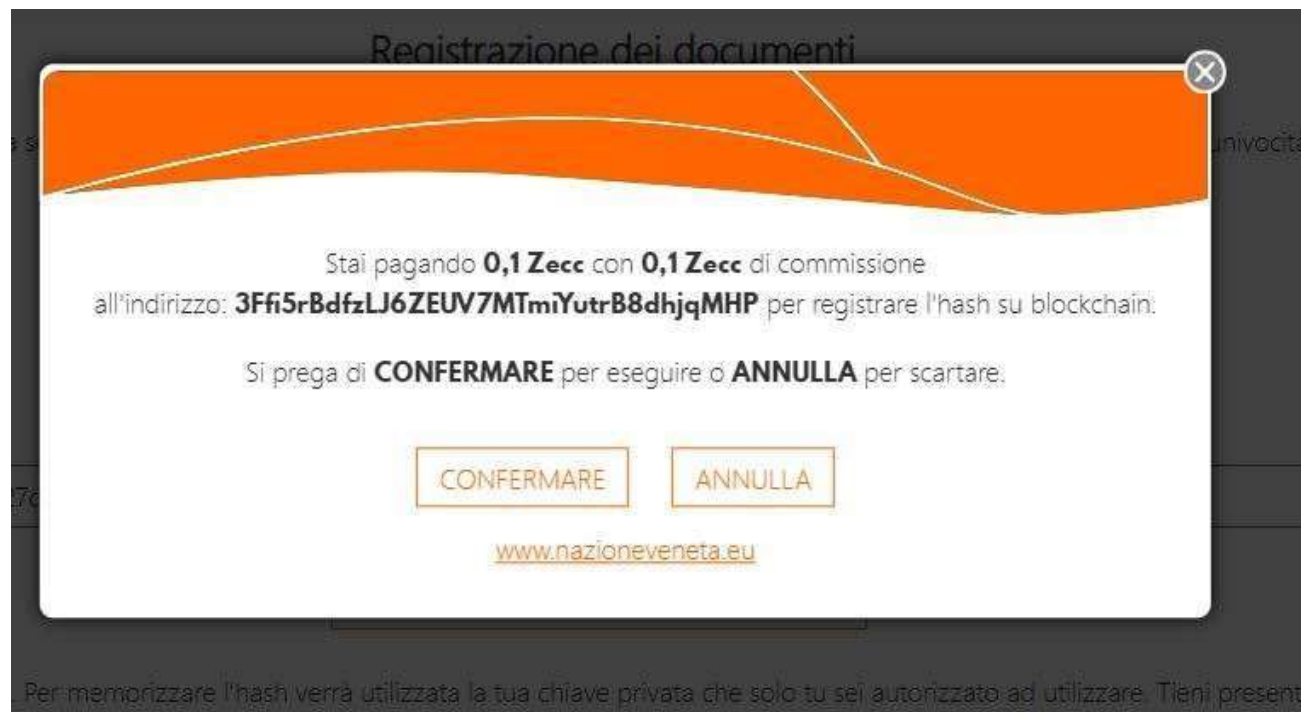 Registrazione dei documenti
univocità
Stai pagando 0,1 Zecc con 0,1 Zecc di commissione
all'indirizzo: 3Ffi5rBdfzLJ6ZEUV7MTmiYutrB8dhjqMHP per registrare l'hash su blockchain.
Si prega di CONFERMARE per eseguire o ANNULLA per scartare.
CONFERMARE ANNULLA
www.nazioneveneta.eu
. Per memorizzare l'hash verrà utilizzata la tua chiave privata che solo tu sei autorizzato ad utilizzare. Tieni present